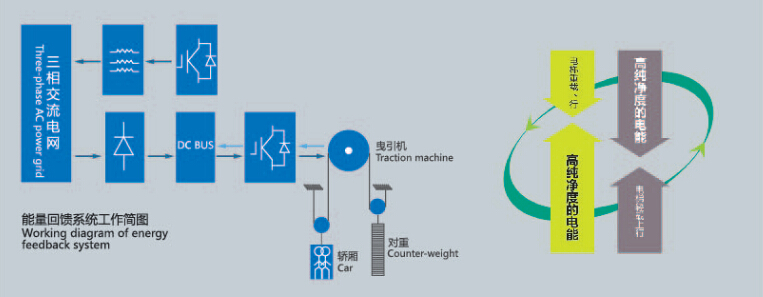 三相交流电网
Three-phase AC power grid
DC BUS
曳引机
Traction machine
能量回馈系统工作简图
Working diagram of energy
feedback system
轿厢
Car
对重
Counter-weight
高纯净度的电能
高纯净度的电能